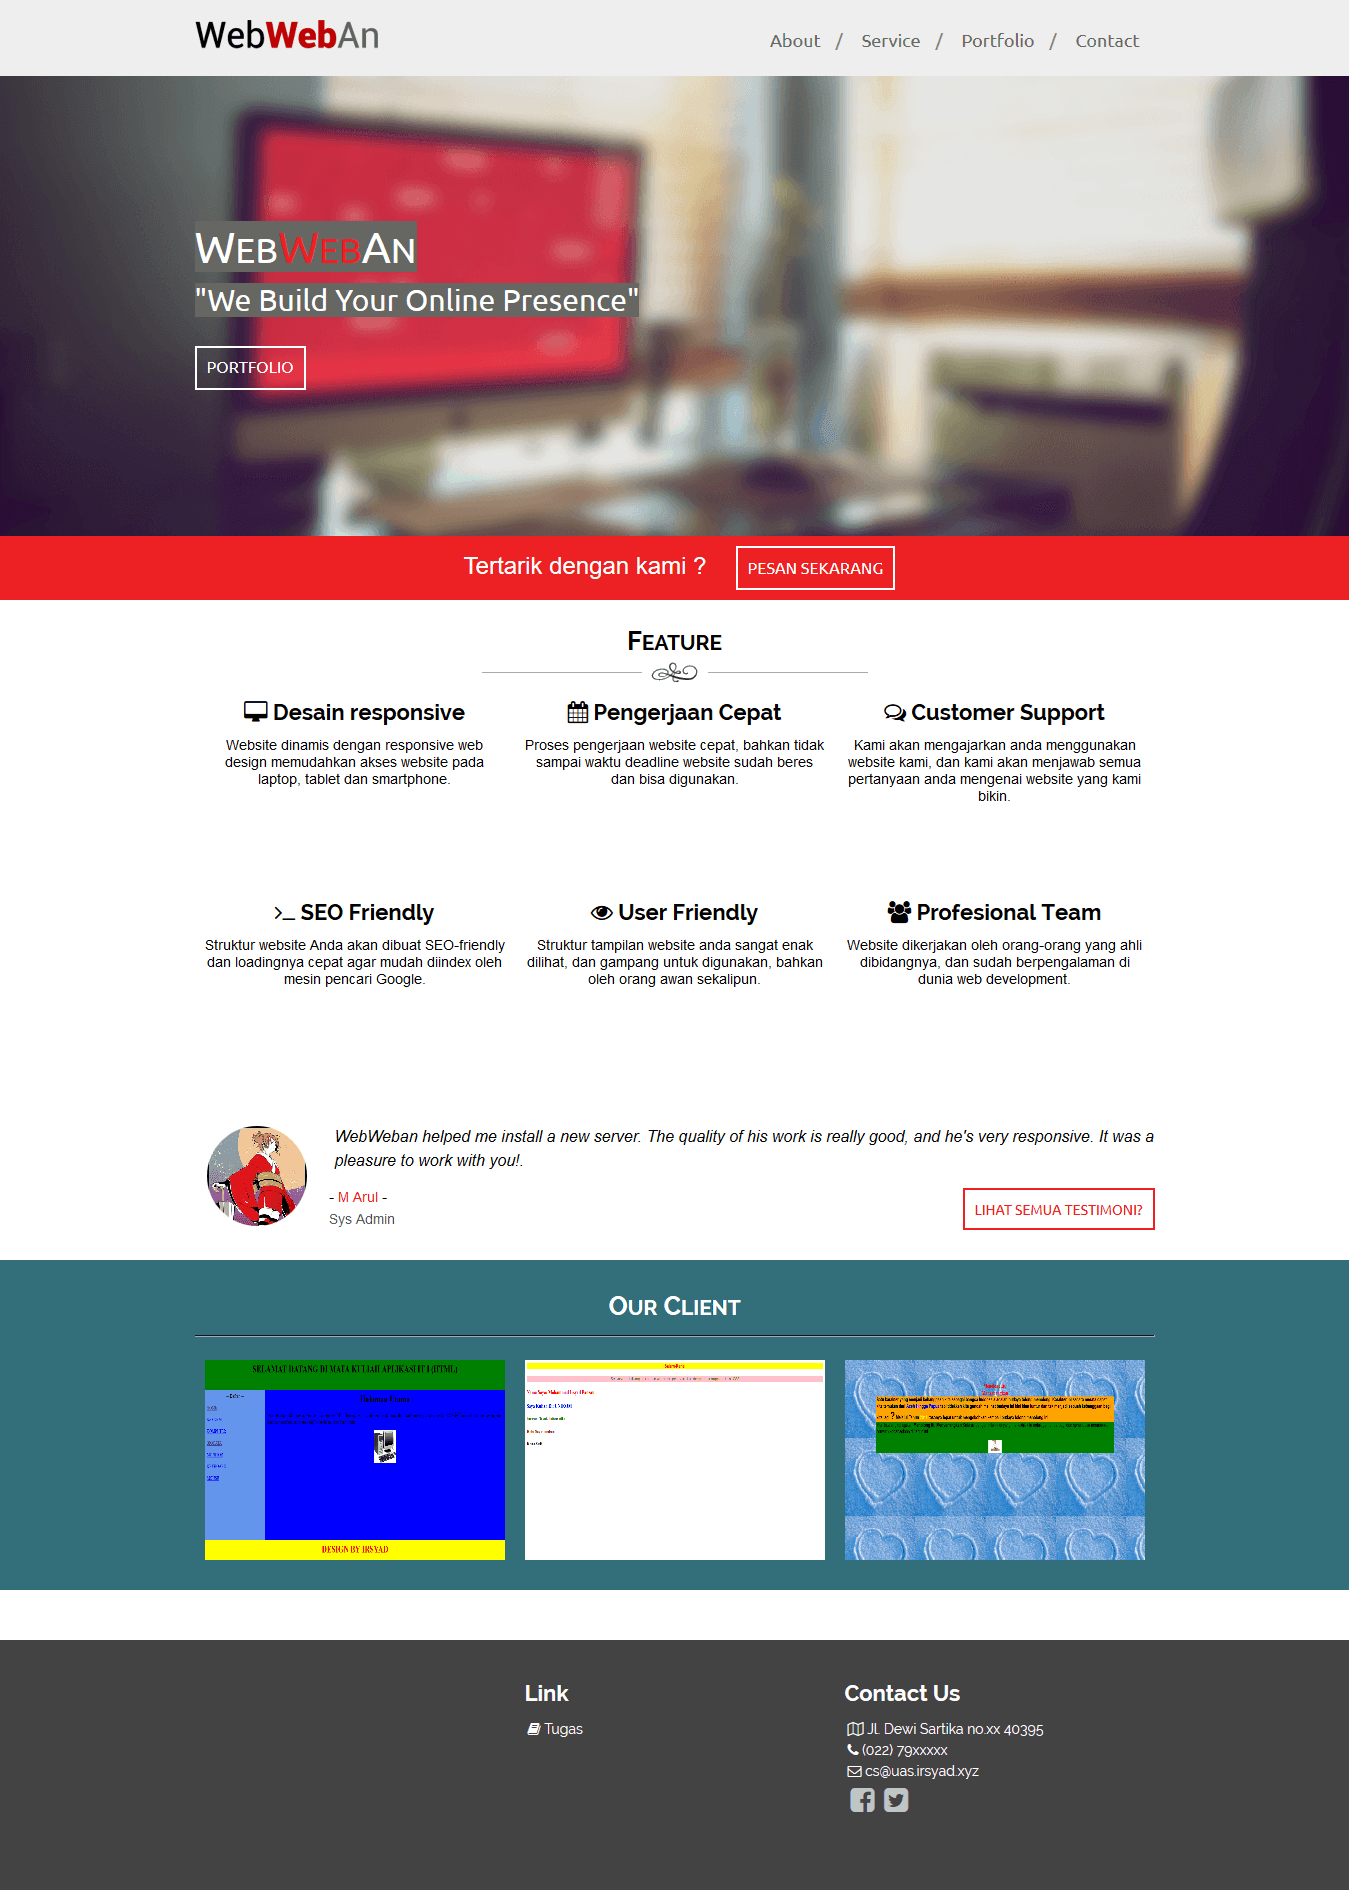 WebWebAn
About / Service / Portfolio / Contact
WEBWEBAN
"We Build Your Online Presence"
PORTFOLIO
Tertarik dengan kami ? PESAN SEKARANG
FEATURE
Desain responsive
Website dinamis dengan responsive web
design memudahkan akses website pada
laptop, tablet dan smartphone.
Pengerjaan Cepat
Proses pengerjaan website cepat, bahkan tidak
sampai waktu deadline website sudah beres
dan bisa digunakan.
Customer Support
Kami akan mengajarkan anda menggunakan
website kami, dan kami akan menjawab semua
pertanyaan anda mengenai website yang kami
bikin.
SEO Friendly
Struktur website Anda akan dibuat SEO-friendly
dan loadingnya cepat agar mudah diindex oleh
mesin pencari Google.
User Friendly
Struktur tampilan website anda sangat enak
dilihat, dan gampang untuk digunakan, bahkan
oleh orang awan sekalipun.
Profesional Team
Website dikerjakan oleh orang-orang yang ahli
dibidangnya, dan sudah berpengalaman di
dunia web development.
WebWeban helped me install a new server. The quality of his work is really good, and he's very responsive. It was a
pleasure to work with you!.
- M Arul -
Sys Admin
LIHAT SEMUA TESTIMONI?
OUR CLIENT
SELAMAT DATANG DI MATA KULIAH APLIKASI IT I (HTML)
DESIGN BY IRSYAD
Link
Tugas
Contact Us
Jl. Dewi Sartika no.xx 40395
(022) 79xxxxx
cs@uas.irsyad.xyz